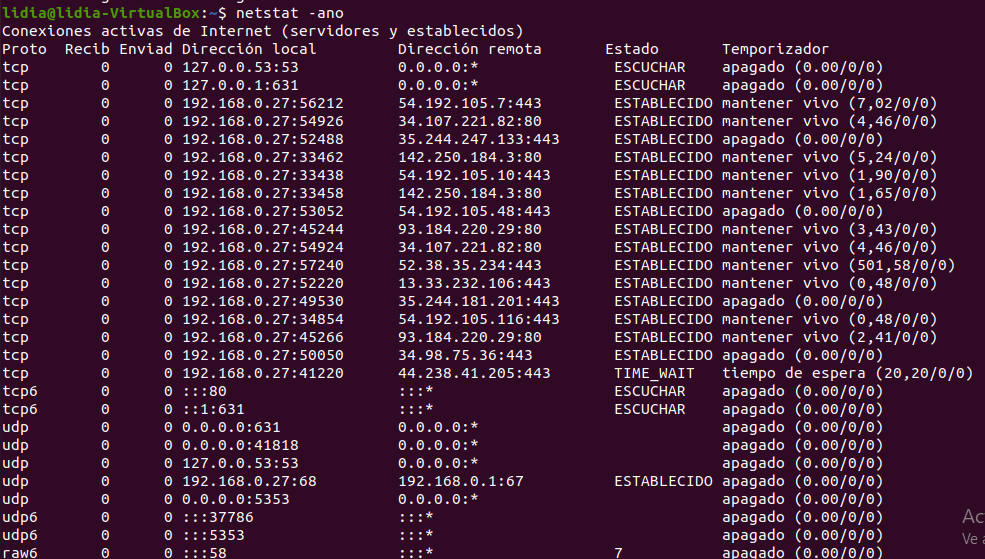 lidia@lidia-VirtualBox:~$ netstat -ano
Conexiones activas de Internet (servidores y establecidos)
Proto  Recib Enviad Dirección local         Dirección remota       Estado       Temporizador
tcp        0      0 127.0.0.53:53           0.0.0.0:*               ESCUCHAR    apagado (0.00/0/0)
tcp        0      0 127.0.0.1:631           0.0.0.0:*               ESCUCHAR    apagado (0.00/0/0)
tcp        0      0 192.168.0.27:56212      54.192.105.7:443        ESTABLECIDO mantener vivo (7,02/0/0)
tcp        0      0 192.168.0.27:54926      34.107.221.82:80        ESTABLECIDO mantener vivo (4,46/0/0)
tcp        0      0 192.168.0.27:52488      35.244.247.133:443      ESTABLECIDO apagado (0.00/0/0)
tcp        0      0 192.168.0.27:33462      142.250.184.3:80        ESTABLECIDO mantener vivo (5,24/0/0)
tcp        0      0 192.168.0.27:33438      54.192.105.10:443       ESTABLECIDO mantener vivo (1,90/0/0)
tcp        0      0 192.168.0.27:33458      142.250.184.3:80        ESTABLECIDO mantener vivo (1,65/0/0)
tcp        0      0 192.168.0.27:53052      54.192.105.48:443       ESTABLECIDO apagado (0.00/0/0)
tcp        0      0 192.168.0.27:45244      93.184.220.29:80        ESTABLECIDO mantener vivo (3,43/0/0)
tcp        0      0 192.168.0.27:54924      34.107.221.82:80        ESTABLECIDO mantener vivo (4,46/0/0)
tcp        0      0 192.168.0.27:57240      52.38.35.234:443        ESTABLECIDO mantener vivo (501,58/0/0)
tcp        0      0 192.168.0.27:52220      13.33.232.106:443       ESTABLECIDO mantener vivo (0,48/0/0)
tcp        0      0 192.168.0.27:49530      35.244.181.201:443      ESTABLECIDO apagado (0.00/0/0)
tcp        0      0 192.168.0.27:34854      54.192.105.116:443      ESTABLECIDO mantener vivo (0,48/0/0)
tcp        0      0 192.168.0.27:45266      93.184.220.29:80        ESTABLECIDO mantener vivo (2,41/0/0)
tcp        0      0 192.168.0.27:50050      34.98.75.36:443         ESTABLECIDO apagado (0.00/0/0)
tcp        0      0 192.168.0.27:41220      44.238.41.205:443       TIME_WAIT   tiempo de espera (20,20/0/0)
tcp6       0      0 :::80                   :::*                    ESCUCHAR    apagado (0.00/0/0)
tcp6       0      0 ::1:631                 :::*                    ESCUCHAR    apagado (0.00/0/0)
udp        0      0 0.0.0.0:631             0.0.0.0:*                           apagado (0.00/0/0)
udp        0      0 0.0.0.0:41818           0.0.0.0:*                           apagado (0.00/0/0)
udp        0      0 127.0.0.53:53           0.0.0.0:*                           apagado (0.00/0/0)
udp        0      0 192.168.0.27:68         192.168.0.1:67          ESTABLECIDO apagado (0.00/0/0)
udp        0      0 0.0.0.0:5353            0.0.0.0:*                           apagado (0.00/0/0)
udp6       0      0 :::37786                :::*                                apagado (0.00/0/0)
udp6       0      0 :::5353                 :::*                                apagado (0.00/0/0)
raw6       0      0 :::58                   :::*                    7           apagado (0.00/0/0)